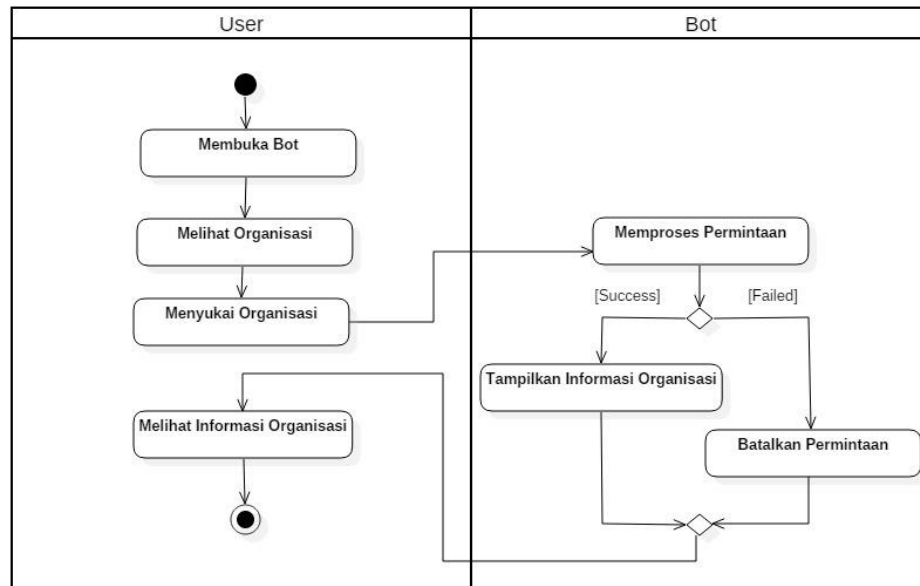 User
Bot
Membuka Bot
Melihat Organisasi
Memproses Permintaan
Menyukai Organisasi
[Success]
[Failed]
Tampilkan Informasi Organisasi
Melihat Informasi Organisasi
Batalkan Permintaan